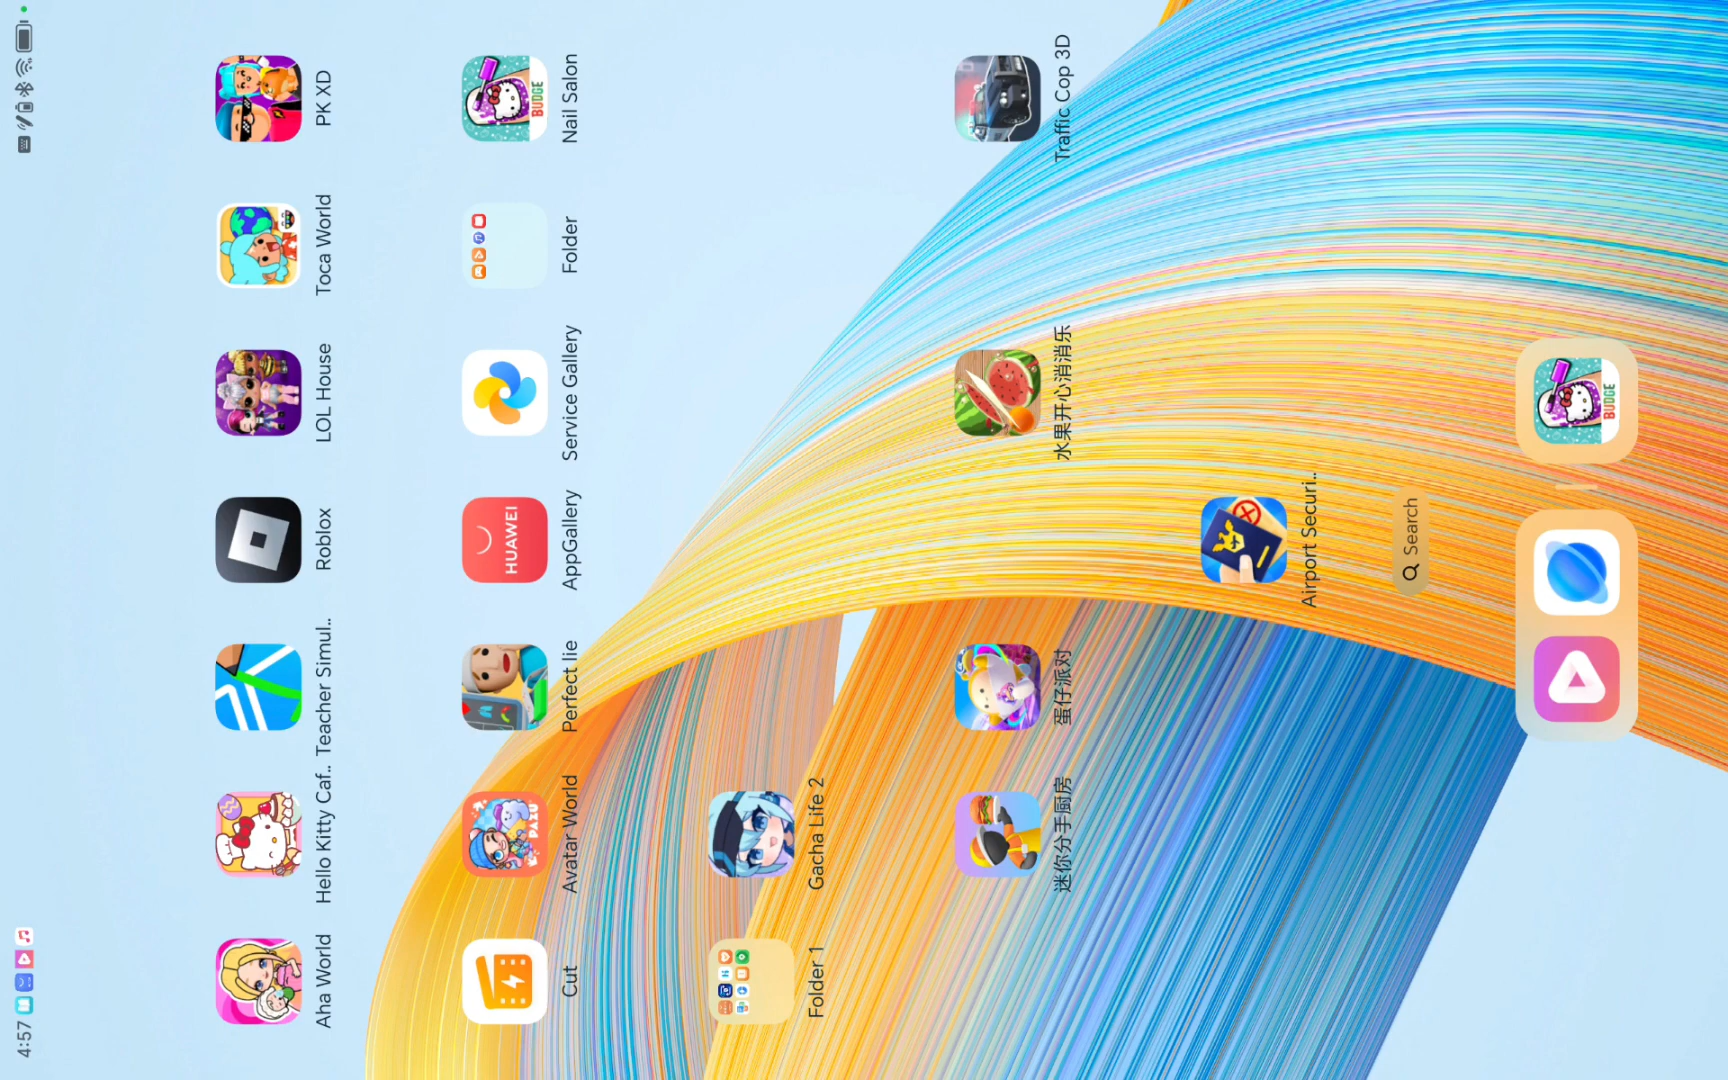 4:57
Aha World
Hello Kitty Caf..
Teacher Simul..
Roblox
LOL House
Toca World
PK XD
Cut
Avatar World
PAZU
Perfect lie
HUAWEI
AppGallery
Service Gallery
Folder
BUDGE
Nail Salon
Folder 1
Gacha Life 2
迷你分手厨房
蛋仔派对
水果开心消消乐
Traffic Cop 3D
Airport Securi..
Search
BUDGE